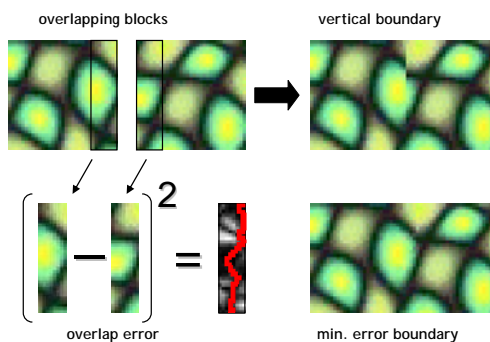 overlapping blocks
vertical boundary
2
overlap error
min. error boundary